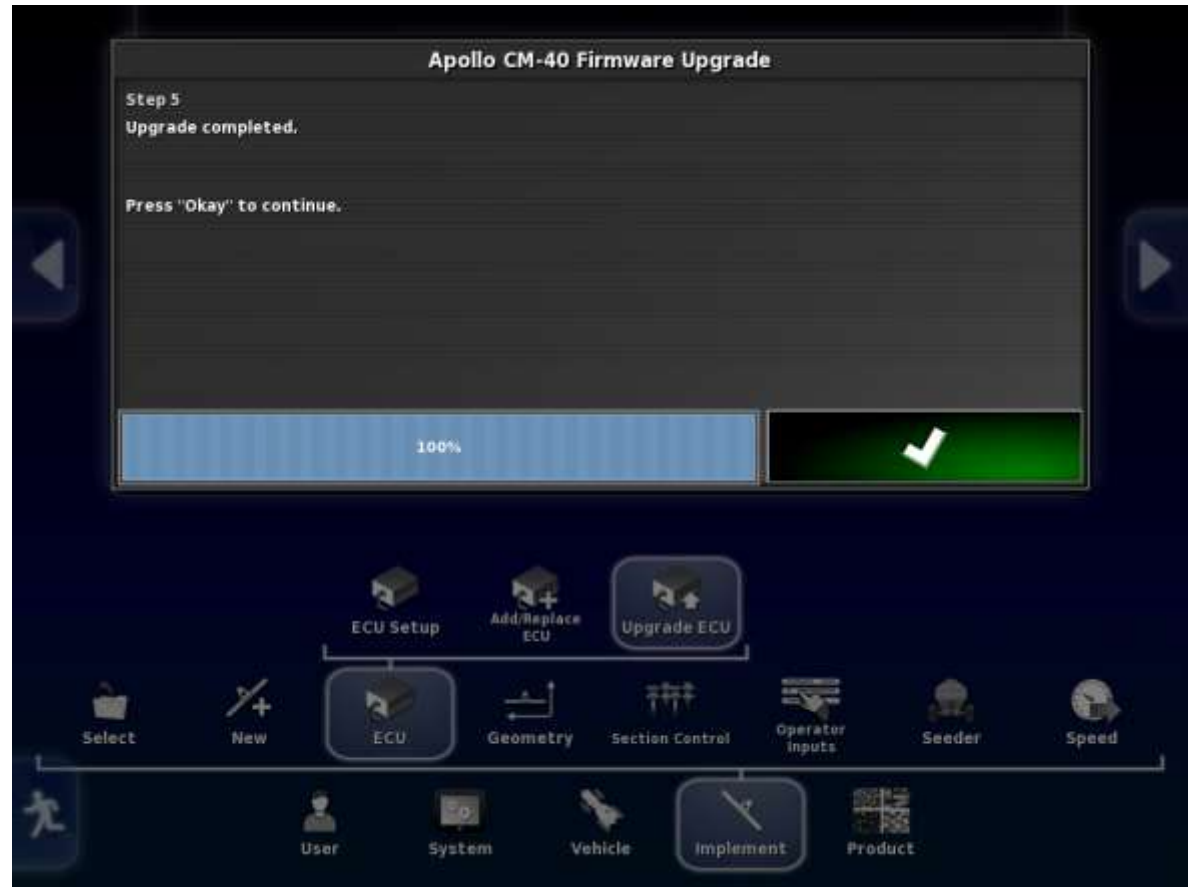 Apollo CM-40 Firmware Upgrade
Step 5
Upgrade completed.
Press "Okay" to continue.
100%
ECU Setup
Add/Replace
ECU
Upgrade ECU
Select
New
ECU
Geometry
Section Control
Operator
Inputs
Seeder
Speed
User
System
Vehicle
Implement
Product